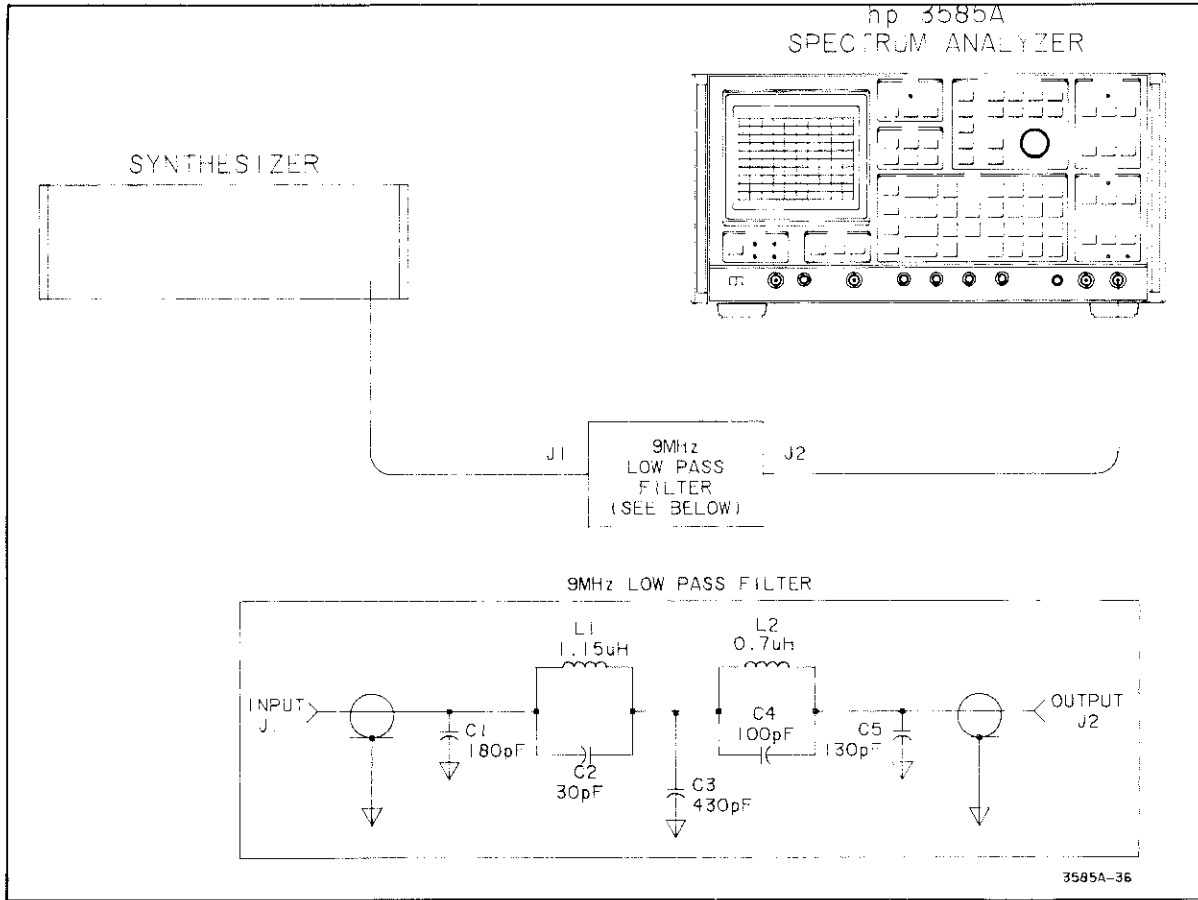 hp 3585A
SPECTRUM ANALYZER
SYNTHESIZER
J1
9MHz
LOW PASS
FILTER
(SEE BELOW)
J2
9MHz LOW PASS FILTER
L1
1.15uH
L2
0.7uH
INPUT
J
C1
180pF
C2
30pF
C3
430pF
C4
100pF
C5
130pF
OUTPUT
J2
3585A-36